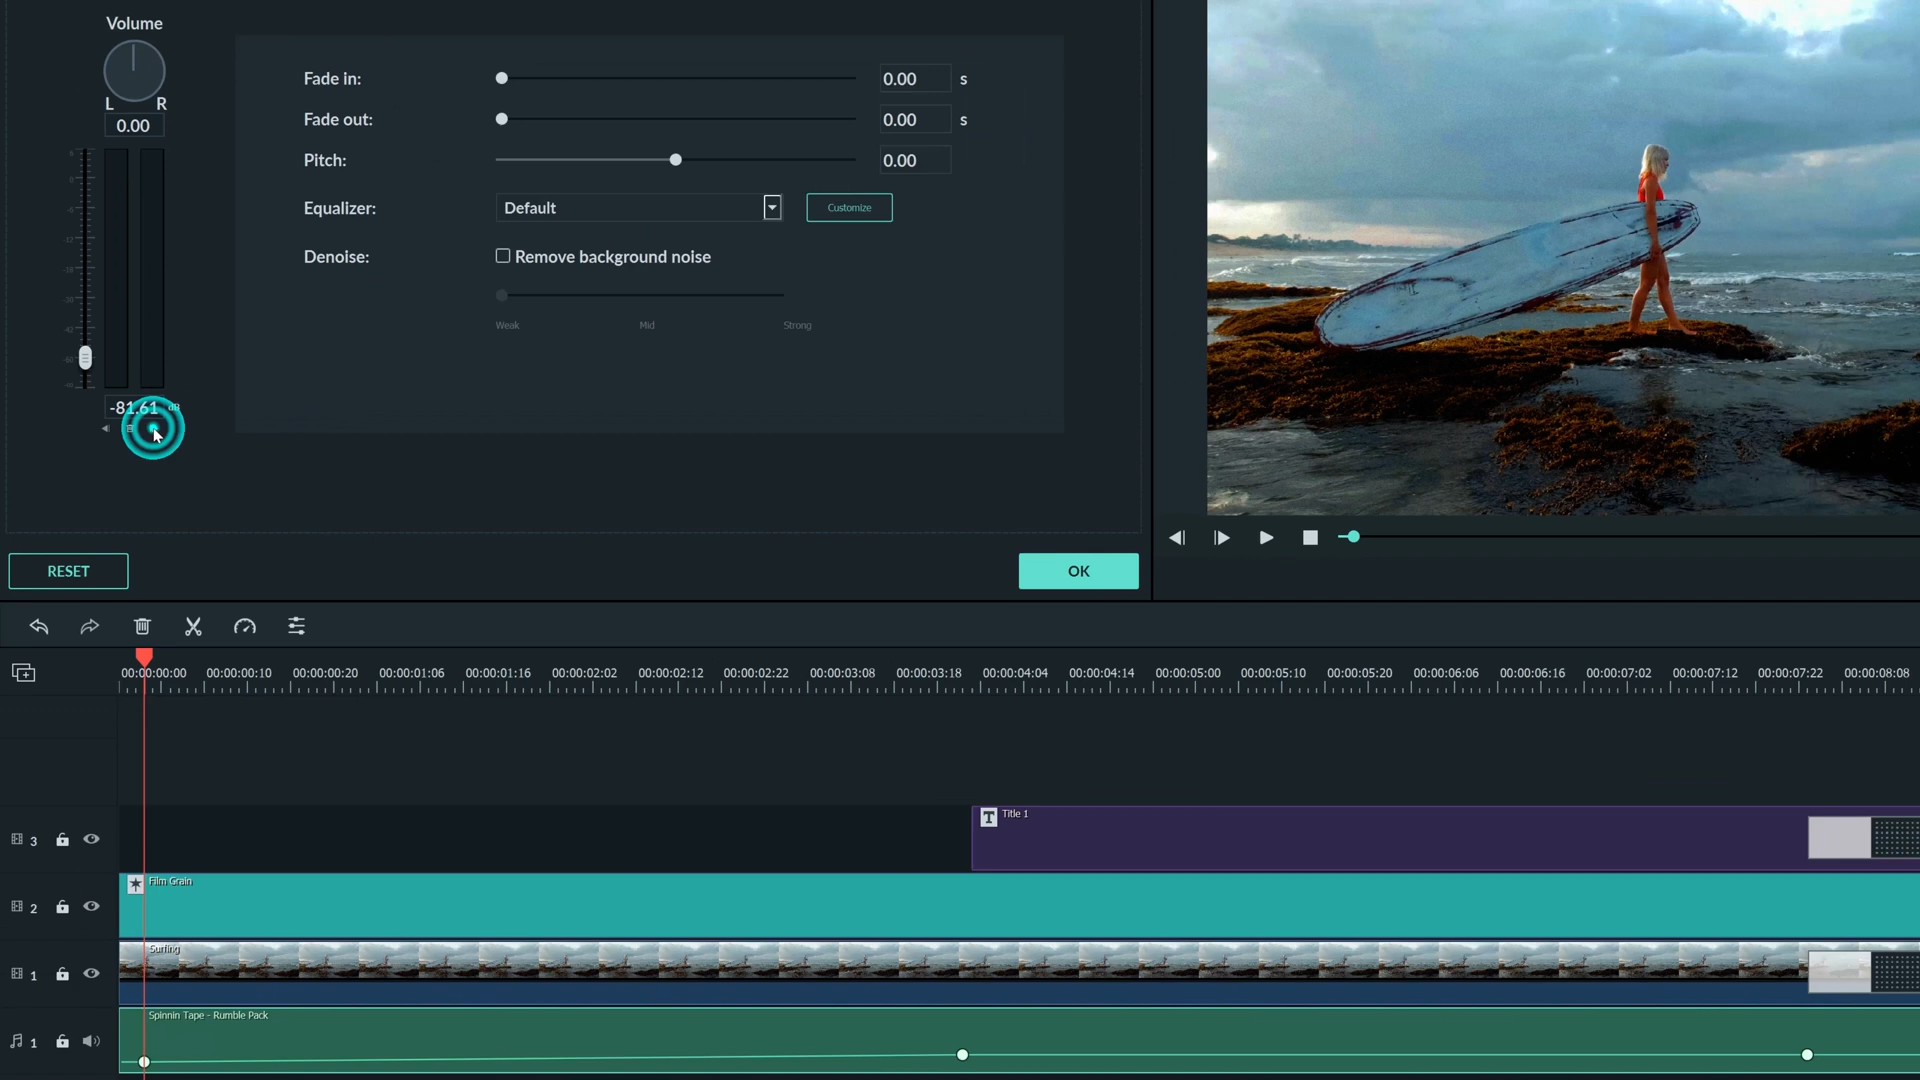 Volume
L R
0.00
-81.61 dB
Fade in: 0.00 s
Fade out: 0.00 s
Pitch: 0.00
Equalizer: Default Customize
Denoise: Remove background noise
Weak Mid Strong
RESET OK
00:00:00:00 00:00:00:10 00:00:00:20 00:00:01:06 00:00:01:16 00:00:02:02 00:00:02:12 00:00:02:22 00:00:03:08 00:00:03:18 00:00:04:04 00:00:04:14 00:00:05:00 00:00:05:10 00:00:05:20 00:00:06:06 00:00:06:16 00:00:07:02 00:00:07:12 00:00:07:22 00:00:08:08
3 T Title 1
2 Film Grain
1 Surfing
1 Spinnin Tape - Rumble Pack